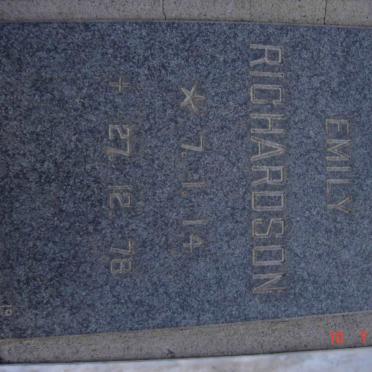 EMILY
RICHARDSON
* 7. 1. 14
+ 27. 12. 78